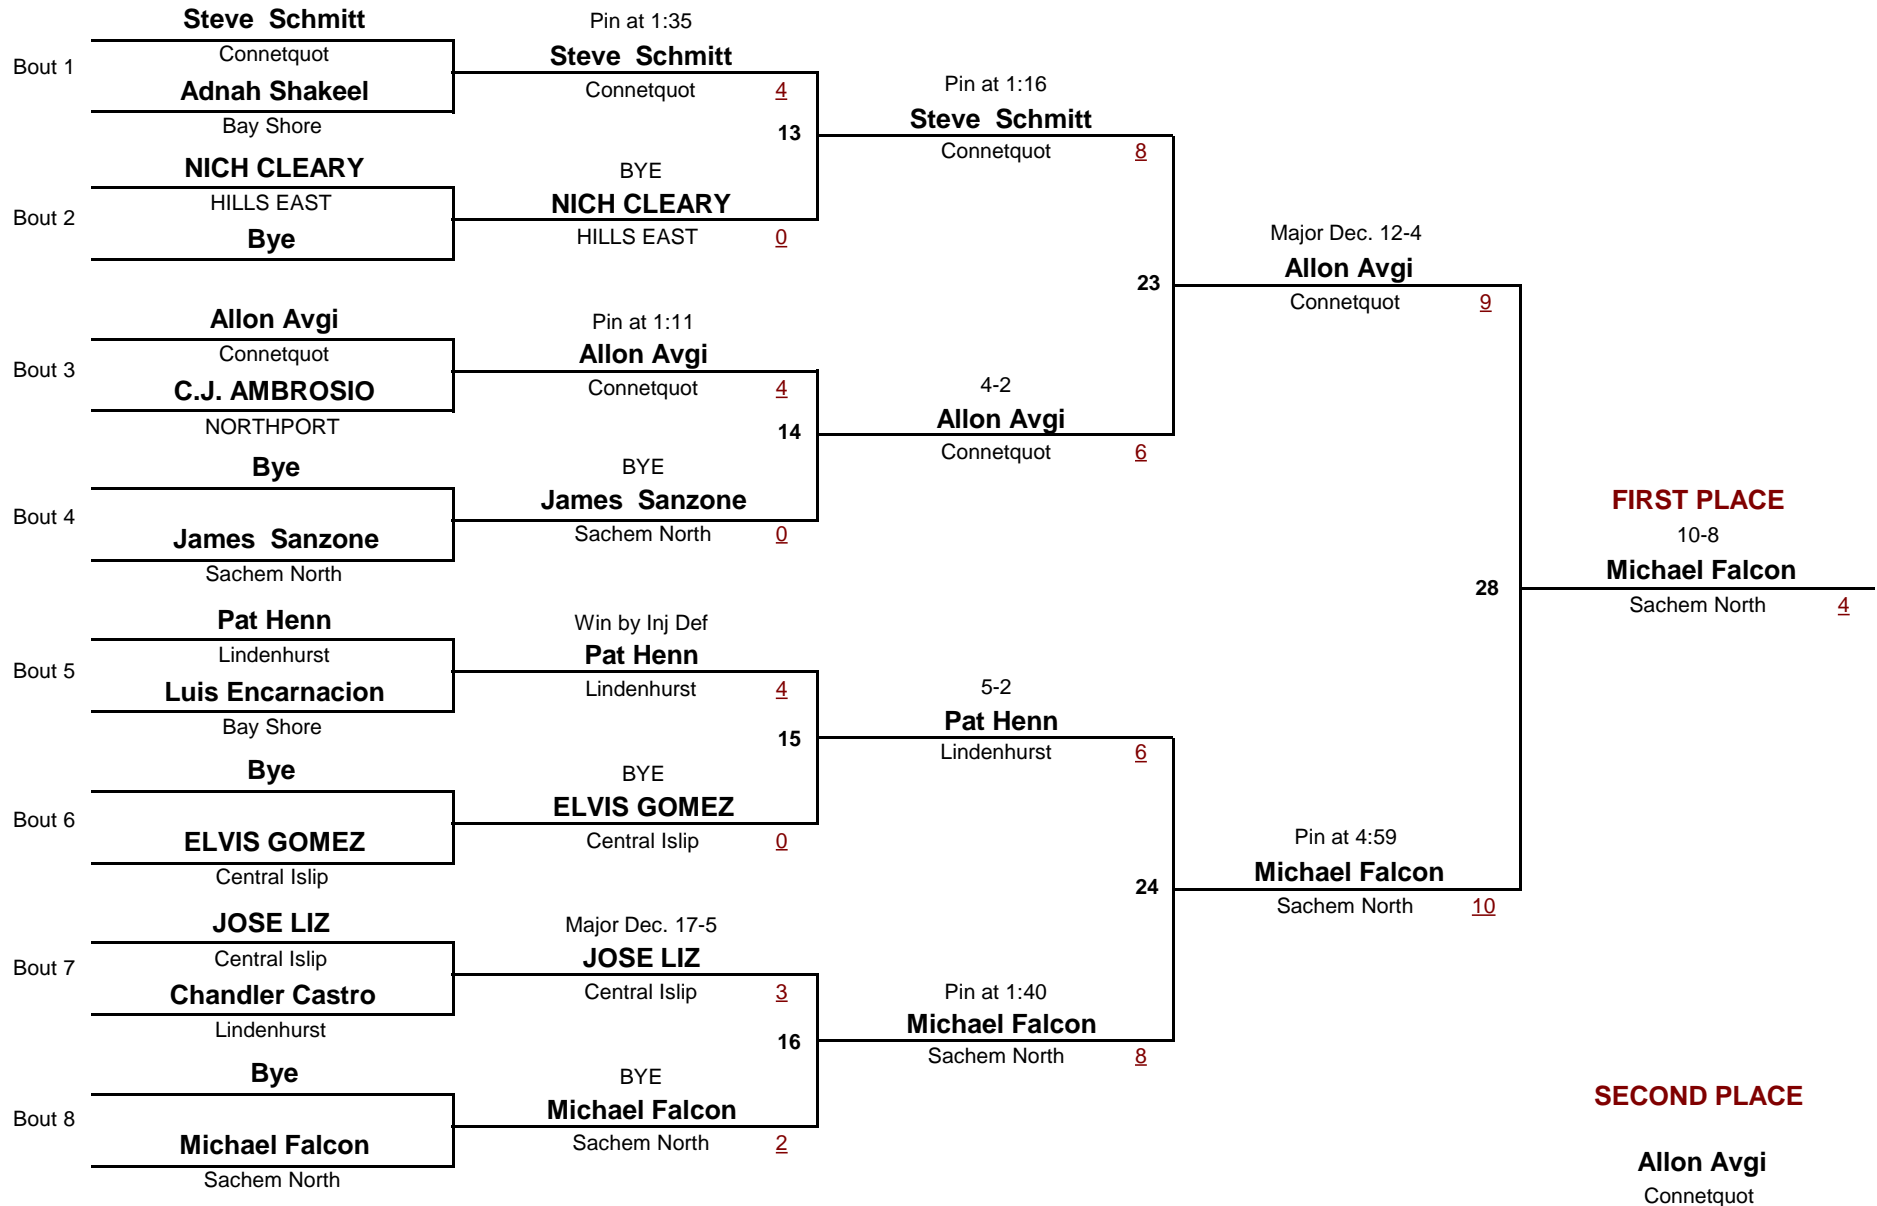 Steve  Schmitt
Connetquot
Bout 1
Adnah Shakeel
Bay Shore
NICH CLEARY
HILLS EAST
Bout 2
Bye
Allon Avgi
Connetquot
Bout 3
C.J. AMBROSIO
NORTHPORT
Bye
Bout 4
James  Sanzone
Sachem North
Pat Henn
Lindenhurst
Bout 5
Luis Encarnacion
Bay Shore
Bye
Bout 6
ELVIS GOMEZ
Central Islip
JOSE LIZ
Central Islip
Bout 7
Chandler Castro
Lindenhurst
Bye
Bout 8
Michael Falcon
Sachem North
Pin at 1:35
Steve  Schmitt
Connetquot 4
13
BYE
NICH CLEARY
HILLS EAST 0
Pin at 1:11
Allon Avgi
Connetquot 4
14
BYE
James  Sanzone
Sachem North 0
Win by Inj Def
Pat Henn
Lindenhurst 4
15
BYE
ELVIS GOMEZ
Central Islip 0
Major Dec. 17-5
JOSE LIZ
Central Islip 3
16
BYE
Michael Falcon
Sachem North 2
Pin at 1:16
Steve  Schmitt
Connetquot 8
23
4-2
Allon Avgi
Connetquot 6
5-2
Pat Henn
Lindenhurst 6
24
Pin at 1:40
Michael Falcon
Sachem North 8
Major Dec. 12-4
Allon Avgi
Connetquot 9
28
Pin at 4:59
Michael Falcon
Sachem North 10
FIRST PLACE
10-8
Michael Falcon
Sachem North 4
SECOND PLACE
Allon Avgi
Connetquot